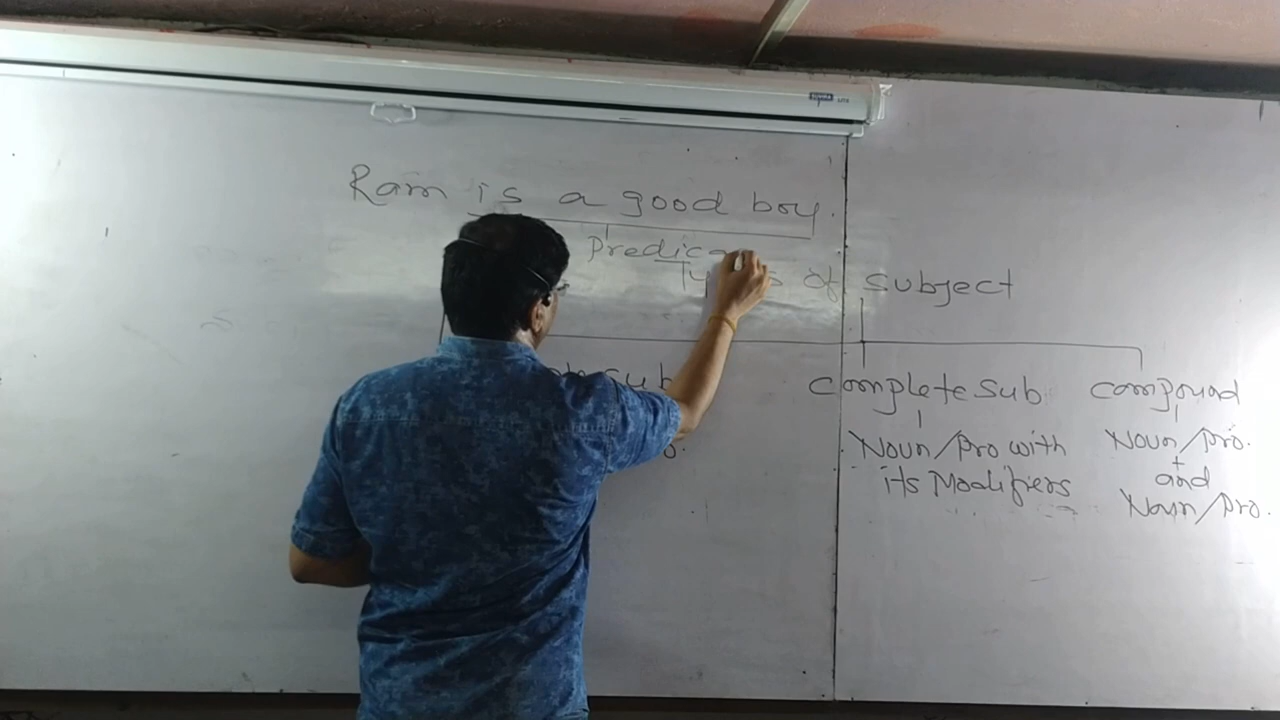 Ram is a good boy.
Predica
of subject
sub
complete sub
compound
Noun/pro with
its Modifiers
Noun/pro.
+
and
Noun/pro.